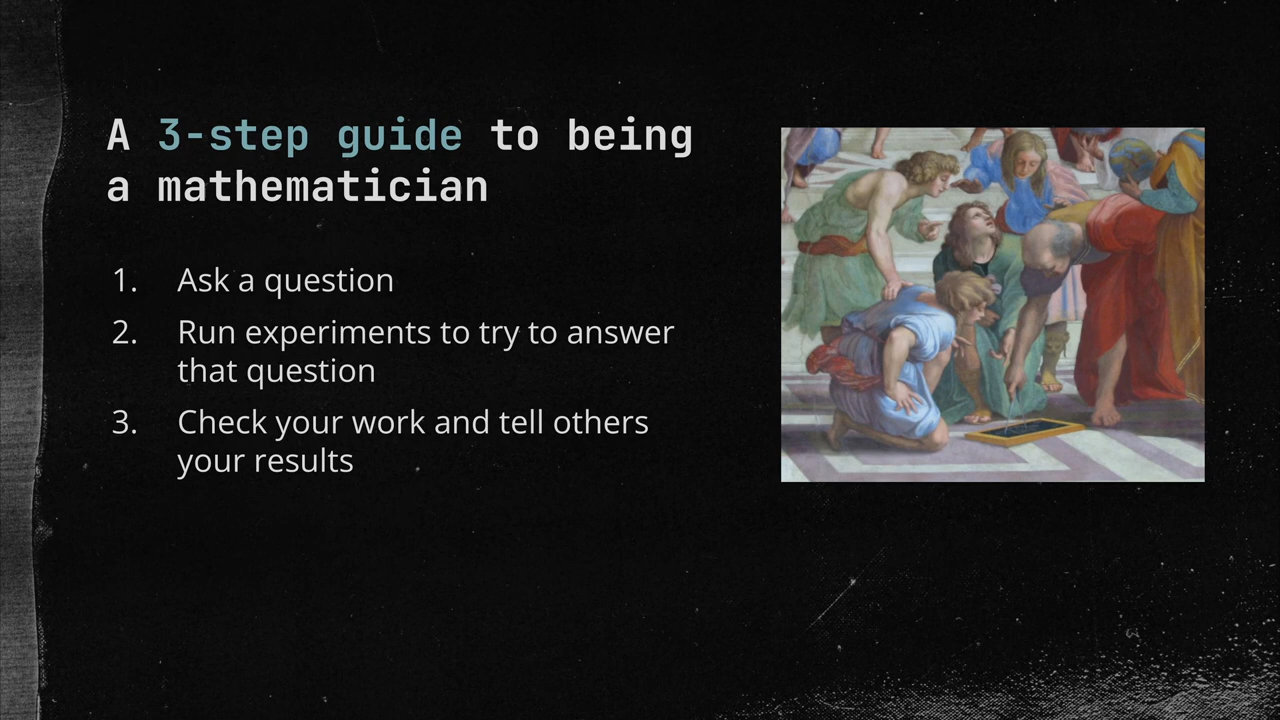 A 3-step guide to being
a mathematician
1. Ask a question
2. Run experiments to try to answer
that question
3. Check your work and tell others
your results